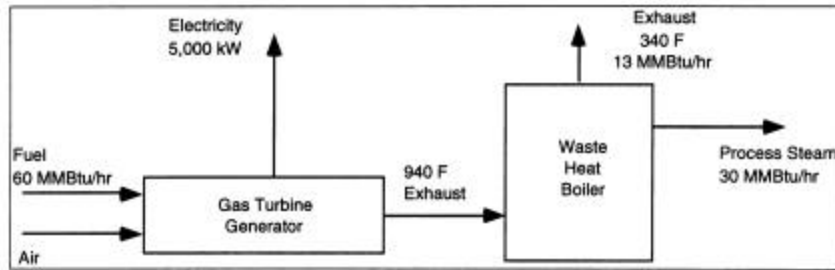 Electricity
5,000 kW
Exhaust
340 F
13 MMBtu/hr
Fuel
60 MMBtu/hr
Air
Gas Turbine
Generator
940 F
Exhaust
Waste
Heat
Boiler
Process Steam
30 MMBtu/hr